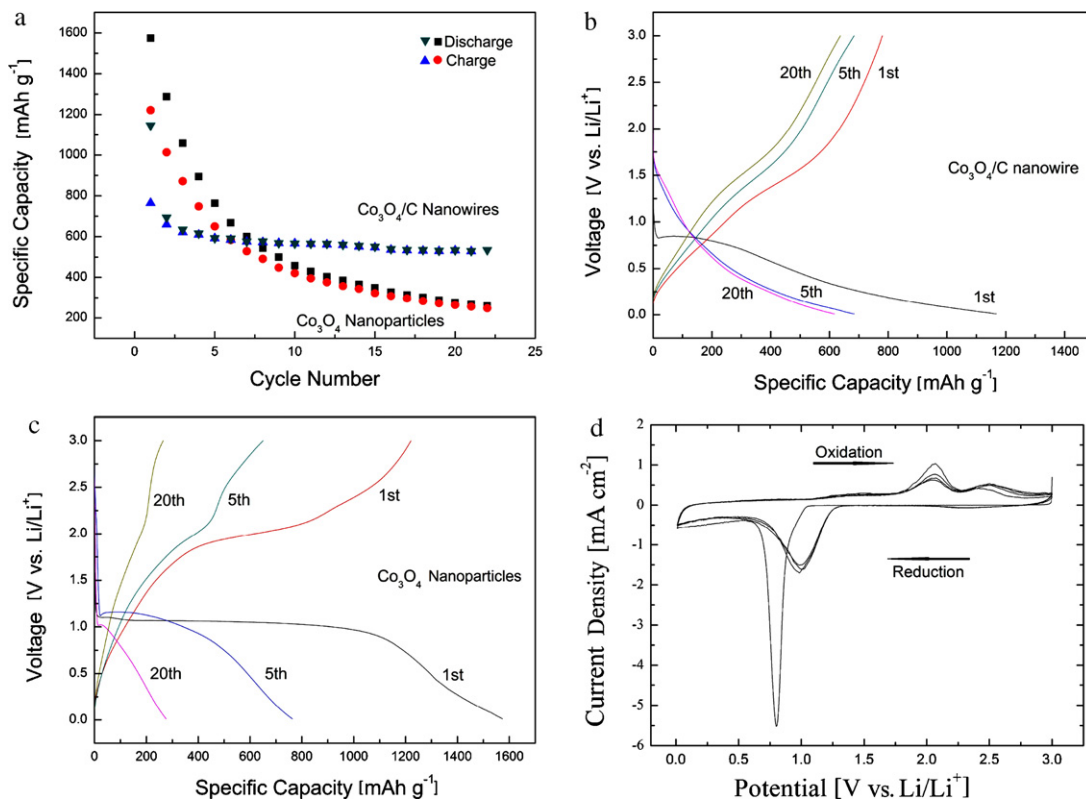 a
Specific Capacity [mAh g⁻¹]
1600
1400
1200
1000
800
600
400
200
Discharge
Charge
Co₃O₄/C Nanowires
Co₃O₄ Nanoparticles
0 5 10 15 20 25
Cycle Number
b
Voltage [V vs. Li/Li⁺]
3.0
2.5
2.0
1.5
1.0
0.5
0.0
20th
5th
1st
Co₃O₄/C nanowire
20th
5th
1st
0 200 400 600 800 1000 1200 1400
Specific Capacity [mAh g⁻¹]
c
Voltage [V vs. Li/Li⁺]
3.0
2.5
2.0
1.5
1.0
0.5
0.0
20th
5th
1st
Co₃O₄ Nanoparticles
20th
5th
1st
0 200 400 600 800 1000 1200 1400 1600
Specific Capacity [mAh g⁻¹]
d
Current Density [mA cm⁻²]
2
1
0
-1
-2
-3
-4
-5
-6
Oxidation
Reduction
0.0 0.5 1.0 1.5 2.0 2.5 3.0
Potential [V vs. Li/Li⁺]